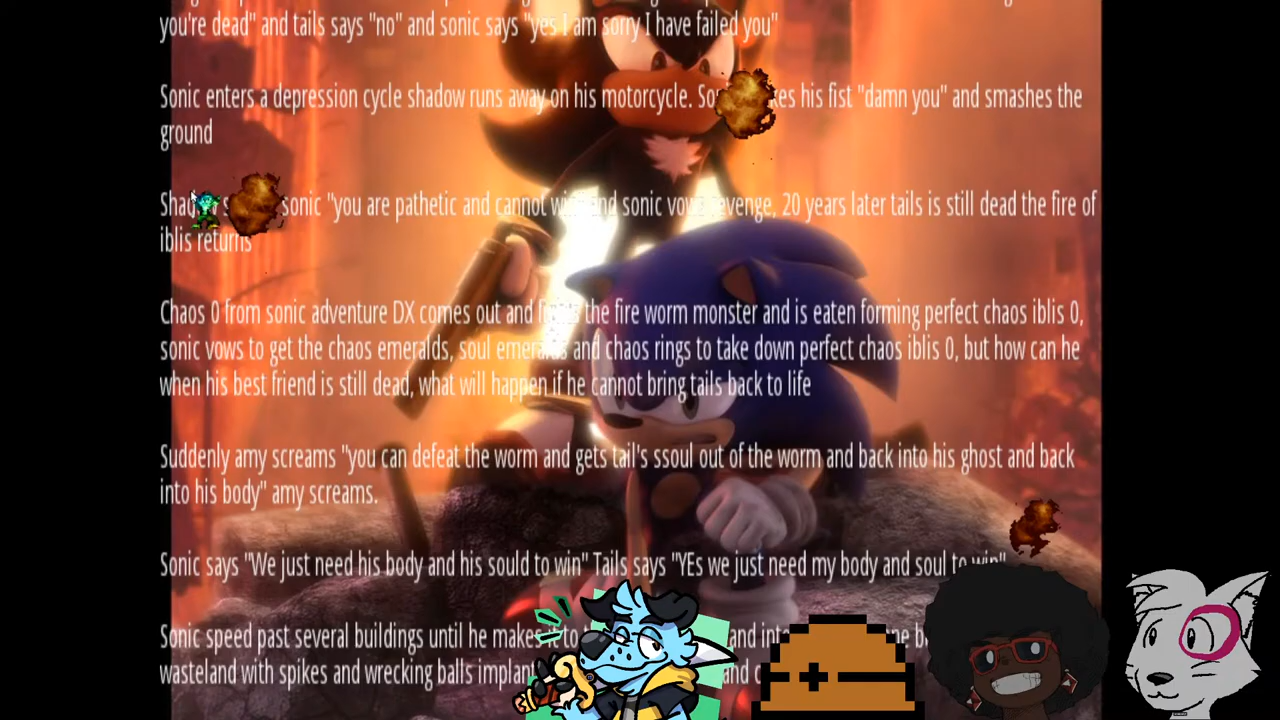 you're dead" and tails says "no" and sonic says "yes I am sorry I have failed you"
Sonic enters a depression cycle shadow runs away on his motorcycle. his fist "damn you" and smashes the
ground
sonic "you are pathetic and cannot and sonic vows revenge, 20 years later tails is still dead the fire of
iblis returns
Chaos 0 from sonic adventure DX comes out and the fire worm monster and is eaten forming perfect chaos iblis 0,
sonic vows to get the chaos emeralds, soul emeralds and chaos rings to take down perfect chaos iblis 0, but how can he
when his best friend is still dead, what will happen if he cannot bring tails back to life
Suddenly amy screams "you can defeat the worm and gets tail's ssoul out of the worm and back into his ghost and back
into his body" amy screams.
Sonic says "We just need his body and his sould to win" Tails says "YEs we just need my body and soul to win"
Sonic speed past several buildings until he makes it to and
wasteland with spikes and wrecking balls and